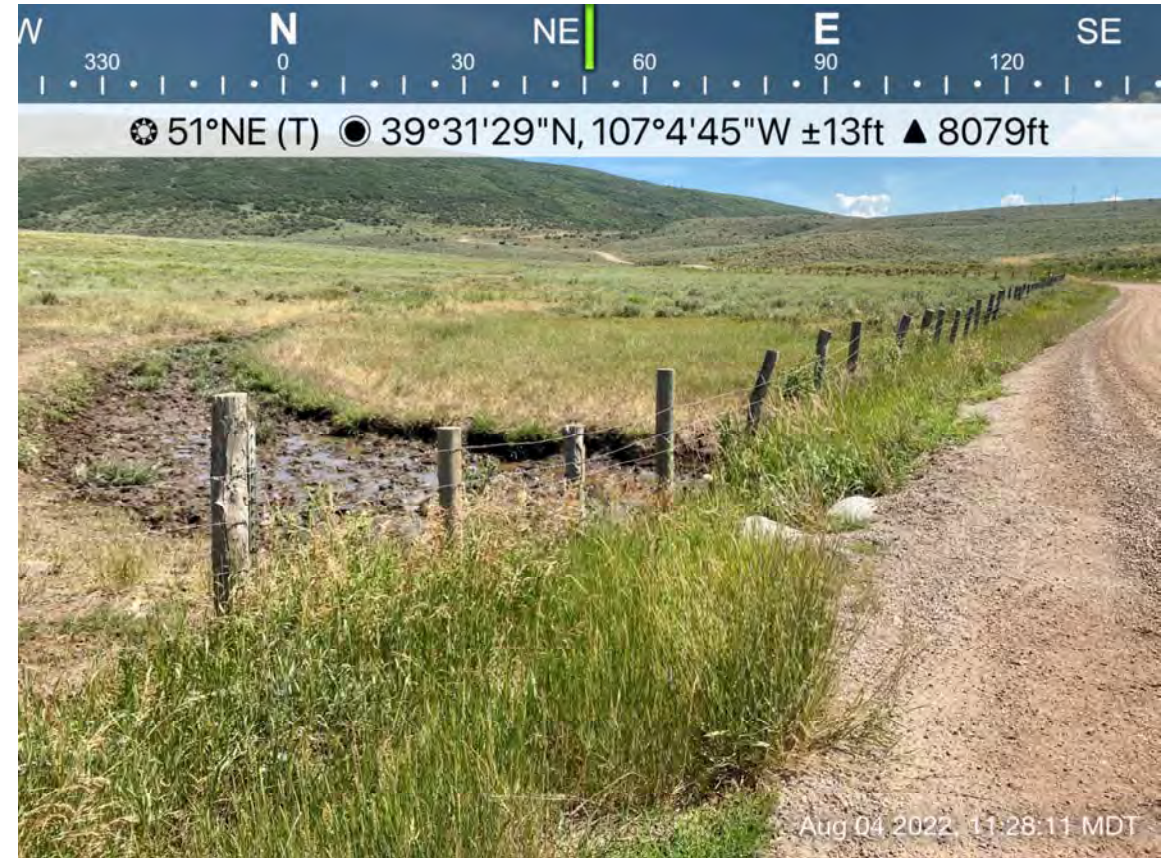 W N NE E SE
330 0 30 60 90 120
51°NE (T) 39°31'29"N, 107°4'45"W ±13ft ▲ 8079ft
Aug 04 2022, 11:28:11 MDT